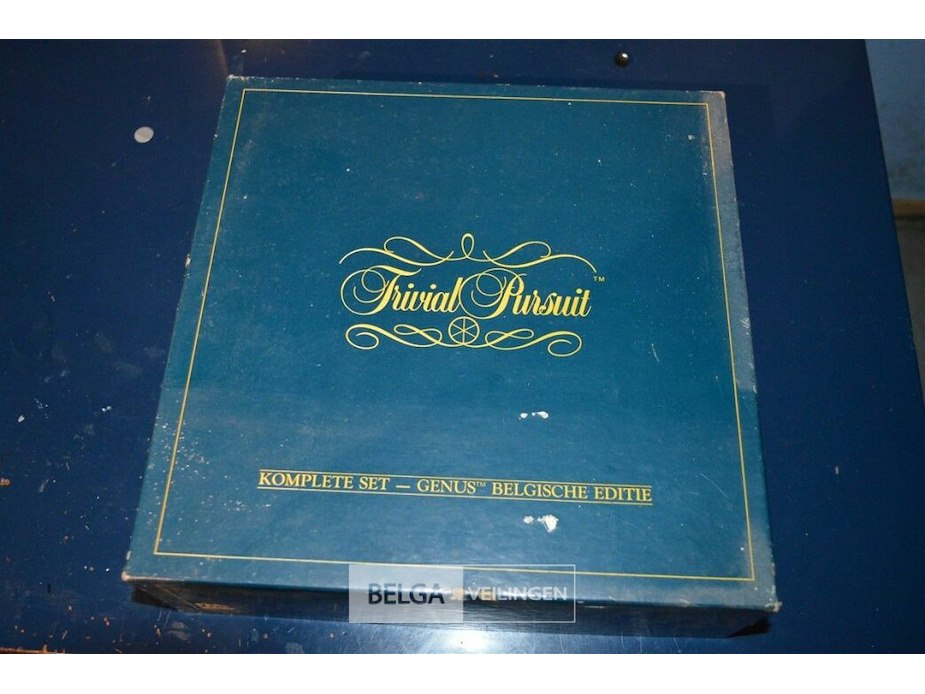 Trivial Pursuit™
KOMPLETE SET — GENUS™ BELGISCHE EDITIE
BELGA VEILINGEN